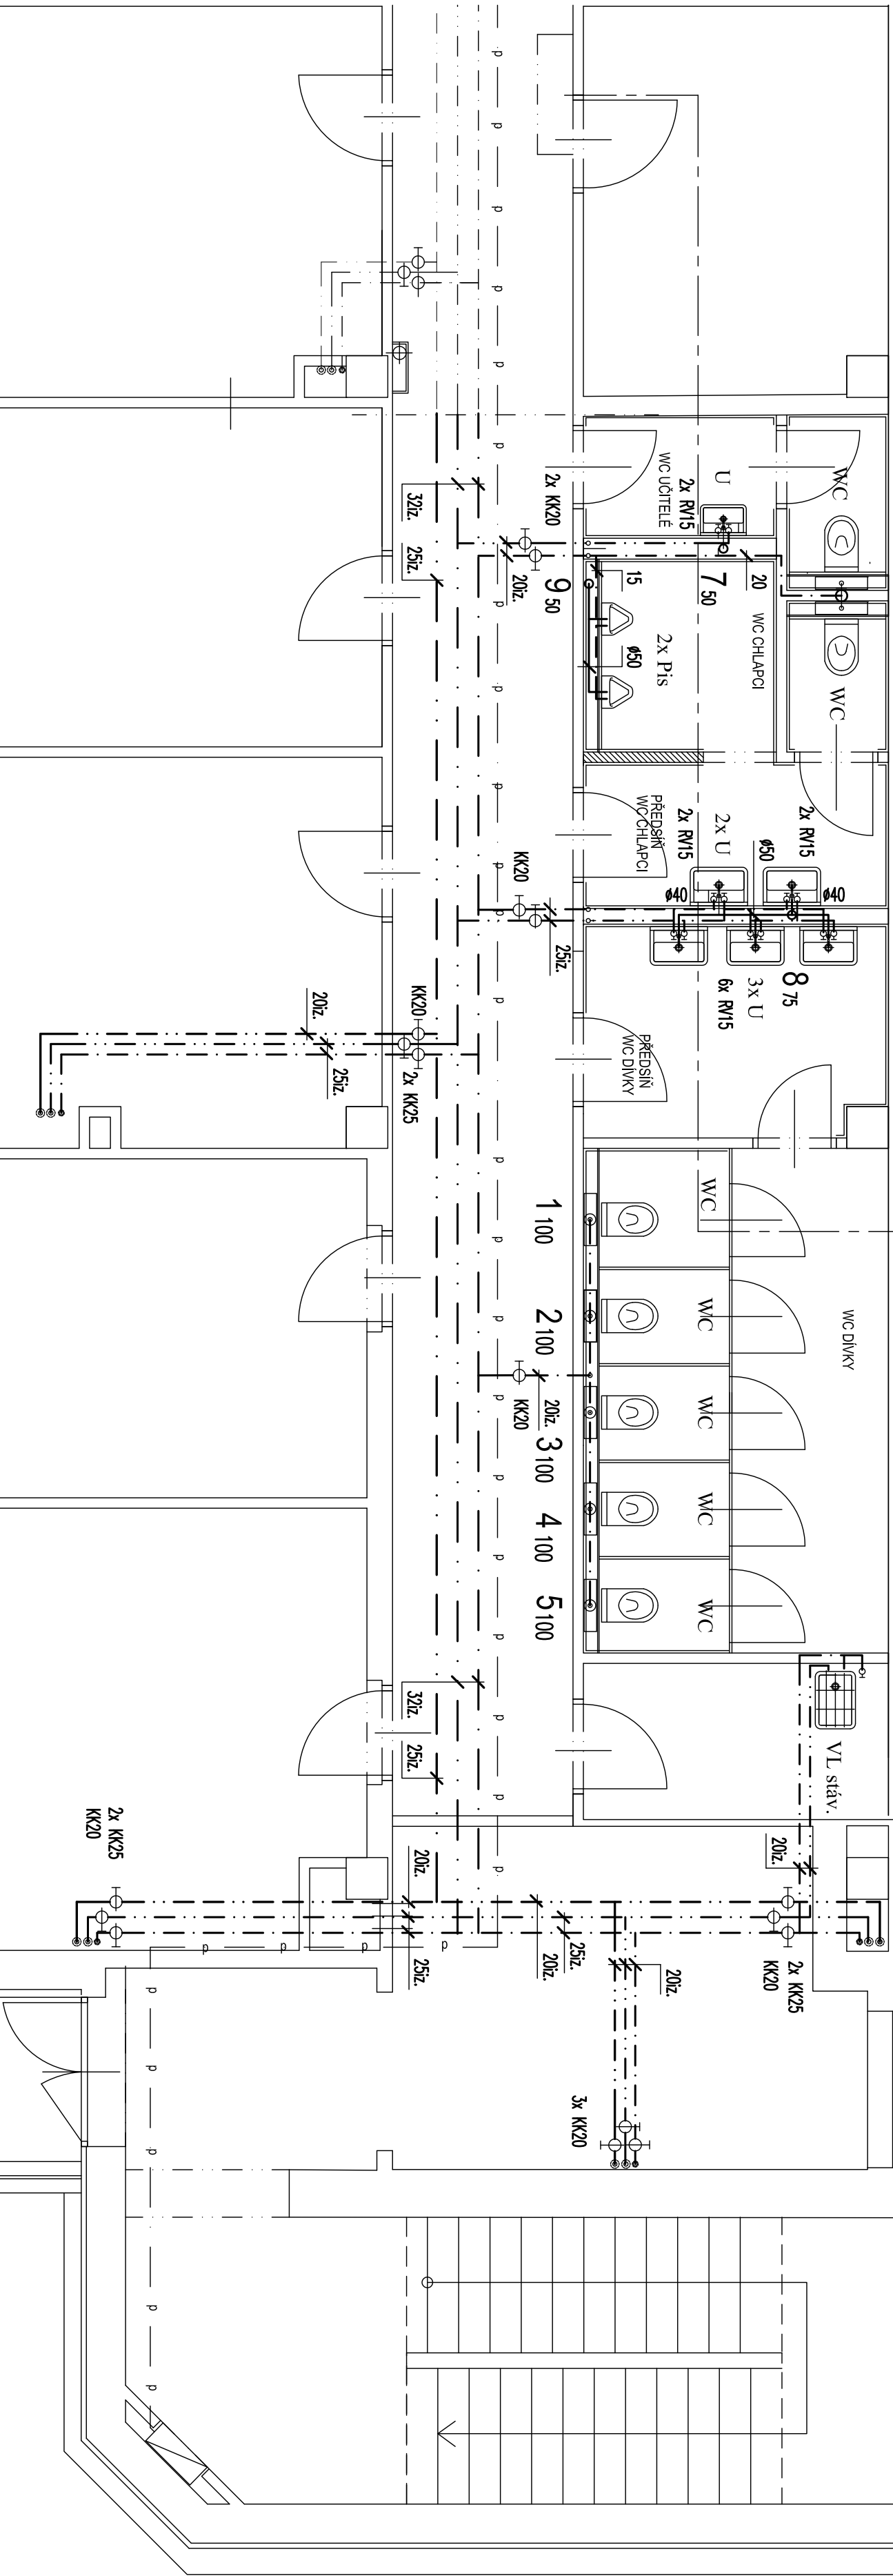 p p p p p p p p p p p p p p p p p p p p p p p
p p p p
p p p p p p
WC
U
WC UČITELÉ
2x RV15
2x KK20
32iz.
25iz.
20iz.
9 50
15
7 50
20
WC CHLAPCI
2x Pis
ø50
WC
PŘEDSÍŇ
WC CHLAPCI
2x U
2x RV15
2x RV15
ø50
ø40
ø40
KK20
25iz.
8 75
3x U
6x RV15
PŘEDSÍŇ
WC DÍVKY
20iz.
25iz.
KK20
2x KK25
1 100
2 100
3 100
4 100
5 100
WC
WC
WC
WC
WC
WC DÍVKY
20iz.
KK20
32iz.
25iz.
VL stáv.
20iz.
2x KK25
KK20
20iz.
25iz.
20iz.
25iz.
2x KK25
KK20
20iz.
3x KK20